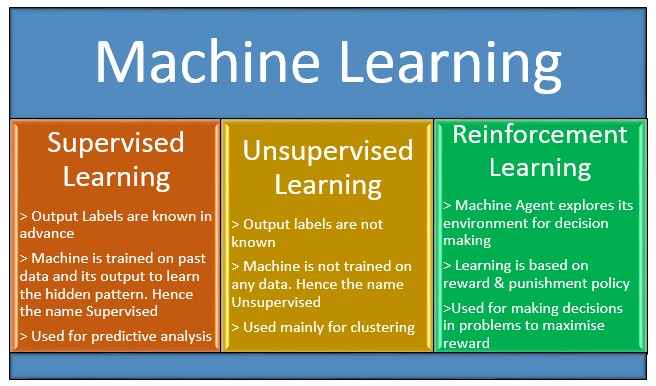 Machine Learning
Supervised
Learning
> Output Labels are known in
advance
> Machine is trained on past
data and its output to learn
the hidden pattern. Hence
the name Supervised
> Used for predictive analysis
Unsupervised
Learning
> Output labels are not
known
> Machine is not trained on
any data. Hence the name
Unsupervised
> Used mainly for clustering
Reinforcement
Learning
> Machine Agent explores its
environment for decision
making
> Learning is based on
reward & punishment policy
>Used for making decisions
in problems to maximise
reward